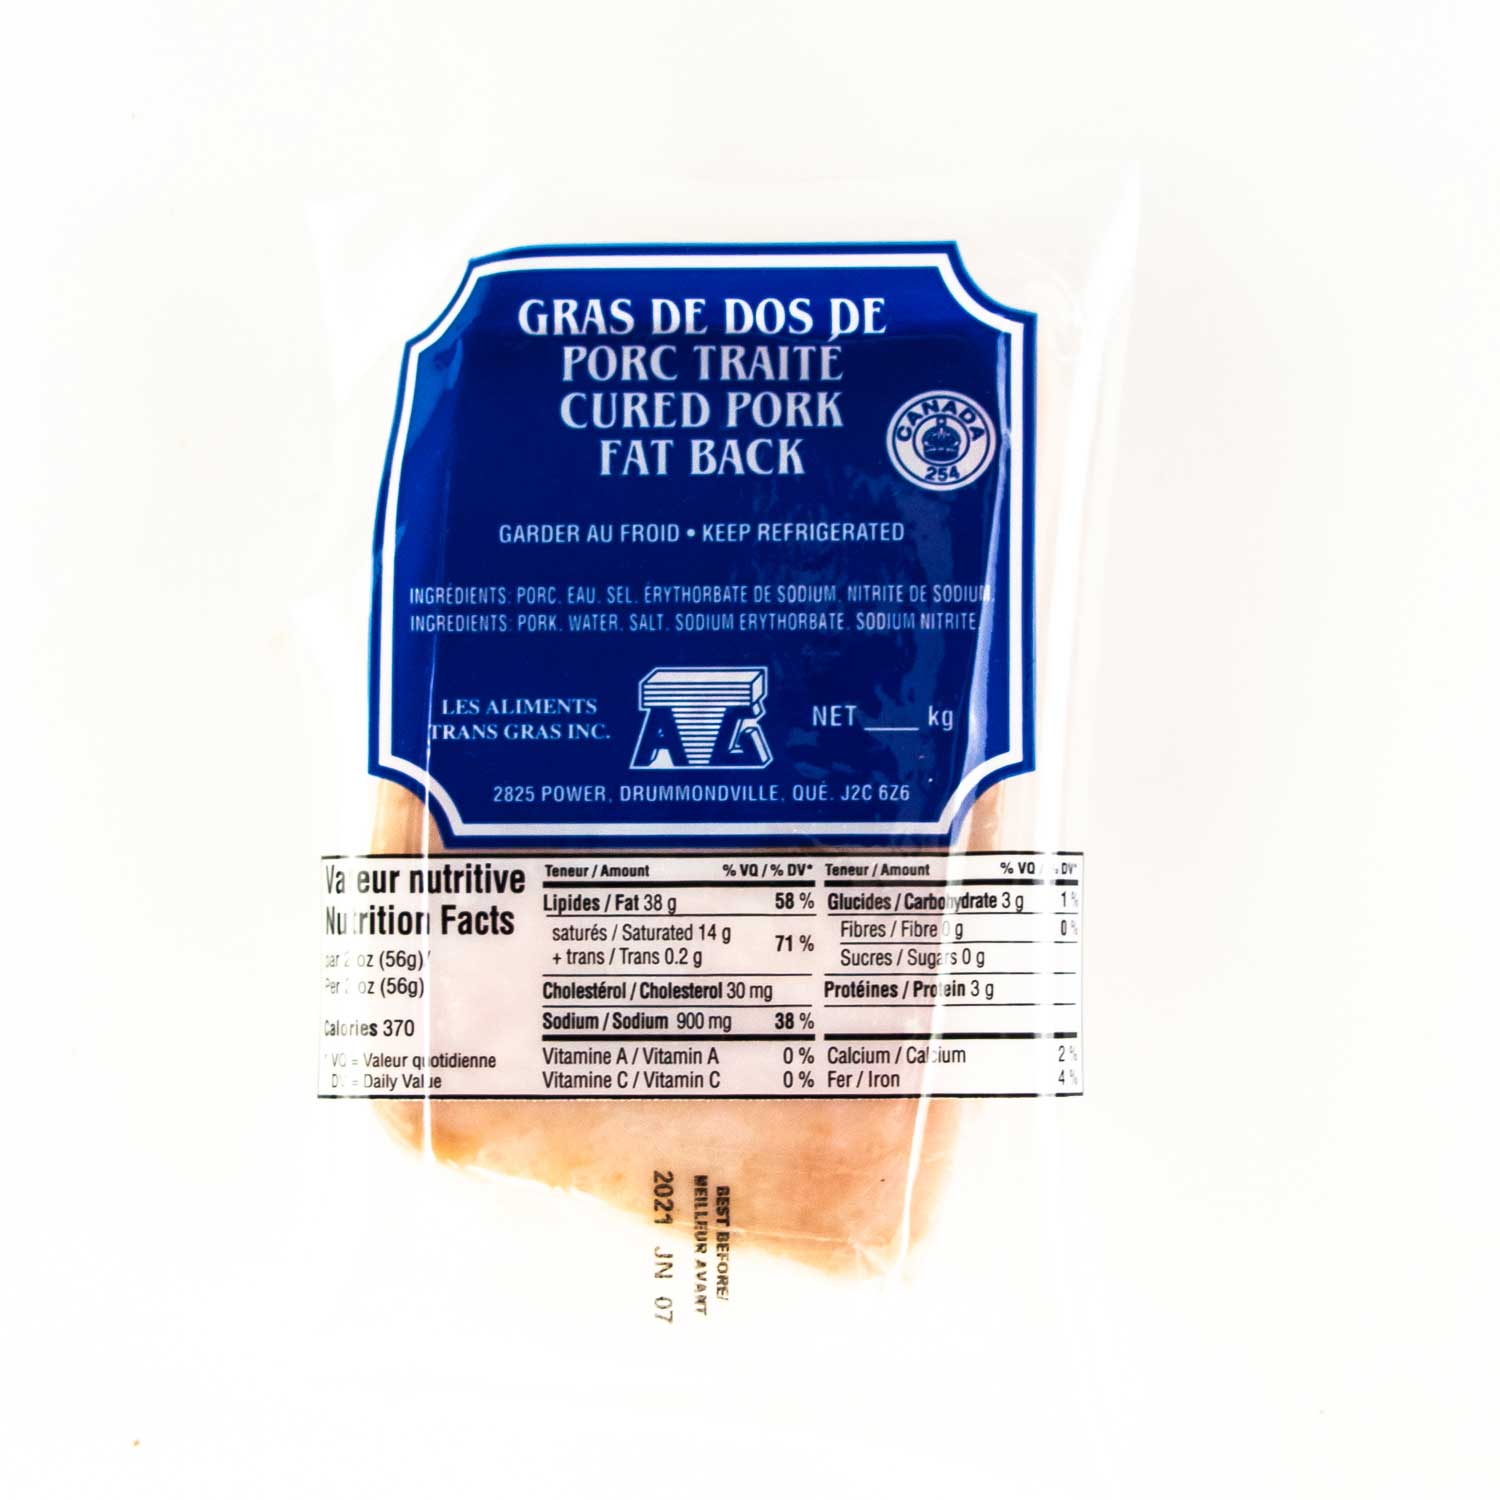 GRAS DE DOS DE
PORC TRAITÉ
CURED PORK
FAT BACK
CANADA
254
GARDER AU FROID • KEEP REFRIGERATED
INGRÉDIENTS: PORC, EAU, SEL, ÉRYTHORBATE DE SODIUM, NITRITE DE SODIUM.
INGREDIENTS: PORK, WATER, SALT, SODIUM ERYTHORBATE, SODIUM NITRITE.
LES ALIMENTS
TRANS GRAS INC.
ATG
NET ____ kg
2825 POWER, DRUMMONDVILLE, QUÉ. J2C 6Z6
Valeur nutritive
Nutrition Facts
par 2 oz (56g) /
Per 2 oz (56g)
Calories 370
* VQ = Valeur quotidienne
DV = Daily Value
Teneur / Amount % VQ / % DV*
Lipides / Fat 38 g 58 %
saturés / Saturated 14 g
+ trans / Trans 0.2 g 71 %
Cholestérol / Cholesterol 30 mg
Sodium / Sodium 900 mg 38 %
Vitamine A / Vitamin A 0 %
Vitamine C / Vitamin C 0 %
Teneur / Amount % VQ / % DV*
Glucides / Carbohydrate 3 g 1 %
Fibres / Fibre 0 g 0 %
Sucres / Sugars 0 g
Protéines / Protein 3 g
Calcium / Calcium 2 %
Fer / Iron 4 %
BEST BEFORE/
MEILLEUR AVANT
2021 JN 07